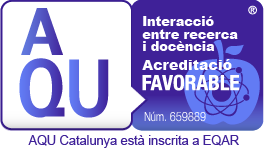 AQU
®
Interacció
entre recerca
i docència
Acreditació
FAVORABLE
Núm. 659889
AQU Catalunya està inscrita a EQAR